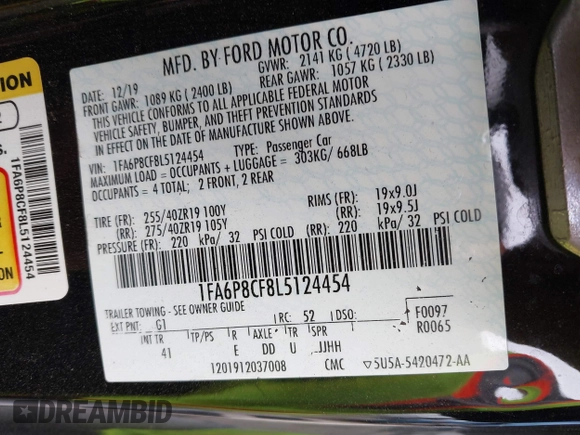 MFD. BY FORD MOTOR CO.
DATE: 12/19 GVWR: 2141 KG ( 4720 LB)
FRONT GAWR: 1089 KG ( 2400 LB) REAR GAWR: 1057 KG ( 2330 LB)
THIS VEHICLE CONFORMS TO ALL APPLICABLE FEDERAL MOTOR
VEHICLE SAFETY, BUMPER, AND THEFT PREVENTION STANDARDS
IN EFFECT ON THE DATE OF MANUFACTURE SHOWN ABOVE.
VIN: 1FA6P8CF8L5124454 TYPE: Passenger Car
MAXIMUM LOAD = OCCUPANTS + LUGGAGE = 303KG/ 668LB
OCCUPANTS = 4 TOTAL; 2 FRONT, 2 REAR
TIRE (FR): 255/40ZR19 100Y RIMS (FR): 19x9.0J
(RR): 275/40ZR19 105Y (RR): 19x9.5J
PRESSURE (FR): 220 kPa/ 32 PSI COLD (RR): 220 kPa/ 32 PSI COLD
1FA6P8CF8L5124454
TRAILER TOWING - SEE OWNER GUIDE
EXT PNT: G1 RC: 52 DSO: F0097
R0065
INT TR TP/PS R AXLE TR SPR
41 E DD U JJHH
1201912037008 CMC 5U5A-5420472-AA
TION
2
s.
1FA6P8CF8L5124454
DREAMBID